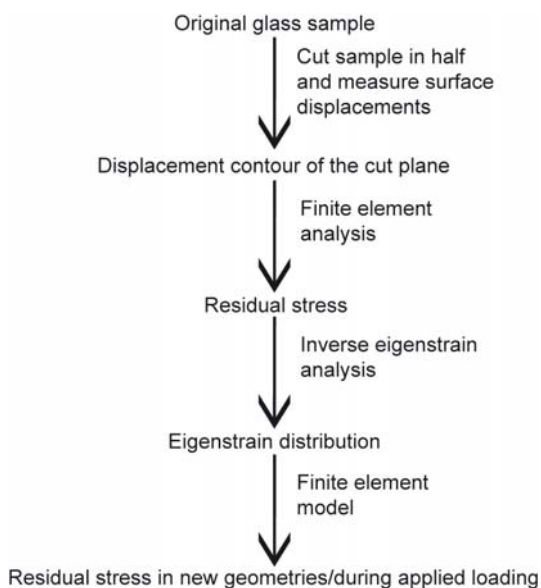 Original glass sample
Cut sample in half
and measure surface
displacements
Displacement contour of the cut plane
Finite element
analysis
Residual stress
Inverse eigenstrain
analysis
Eigenstrain distribution
Finite element
model
Residual stress in new geometries/during applied loading